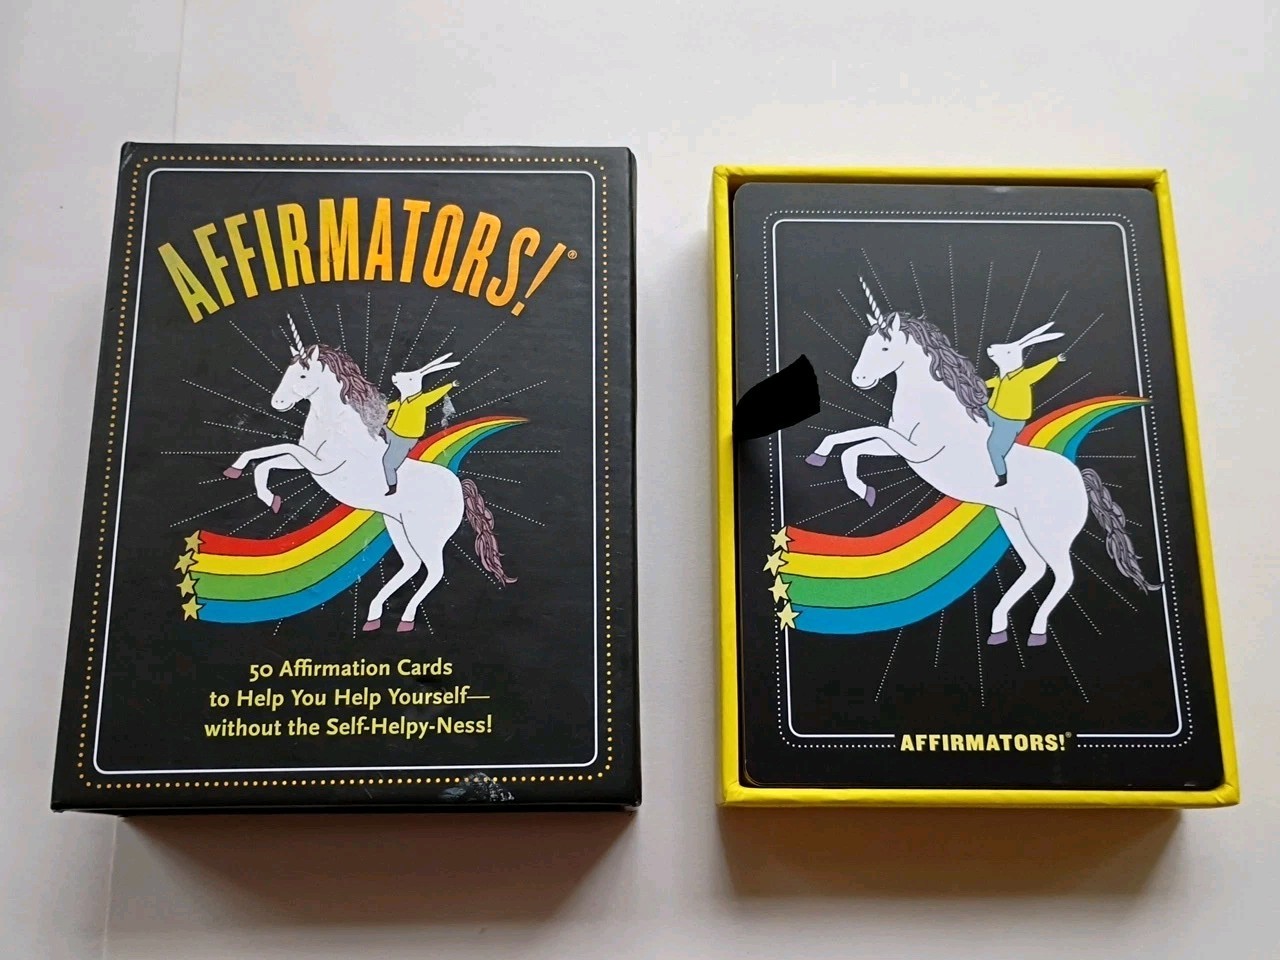 AFFIRMATORS!®
50 Affirmation Cards
to Help You Help Yourself—
without the Self-Helpy-Ness!
AFFIRMATORS!®